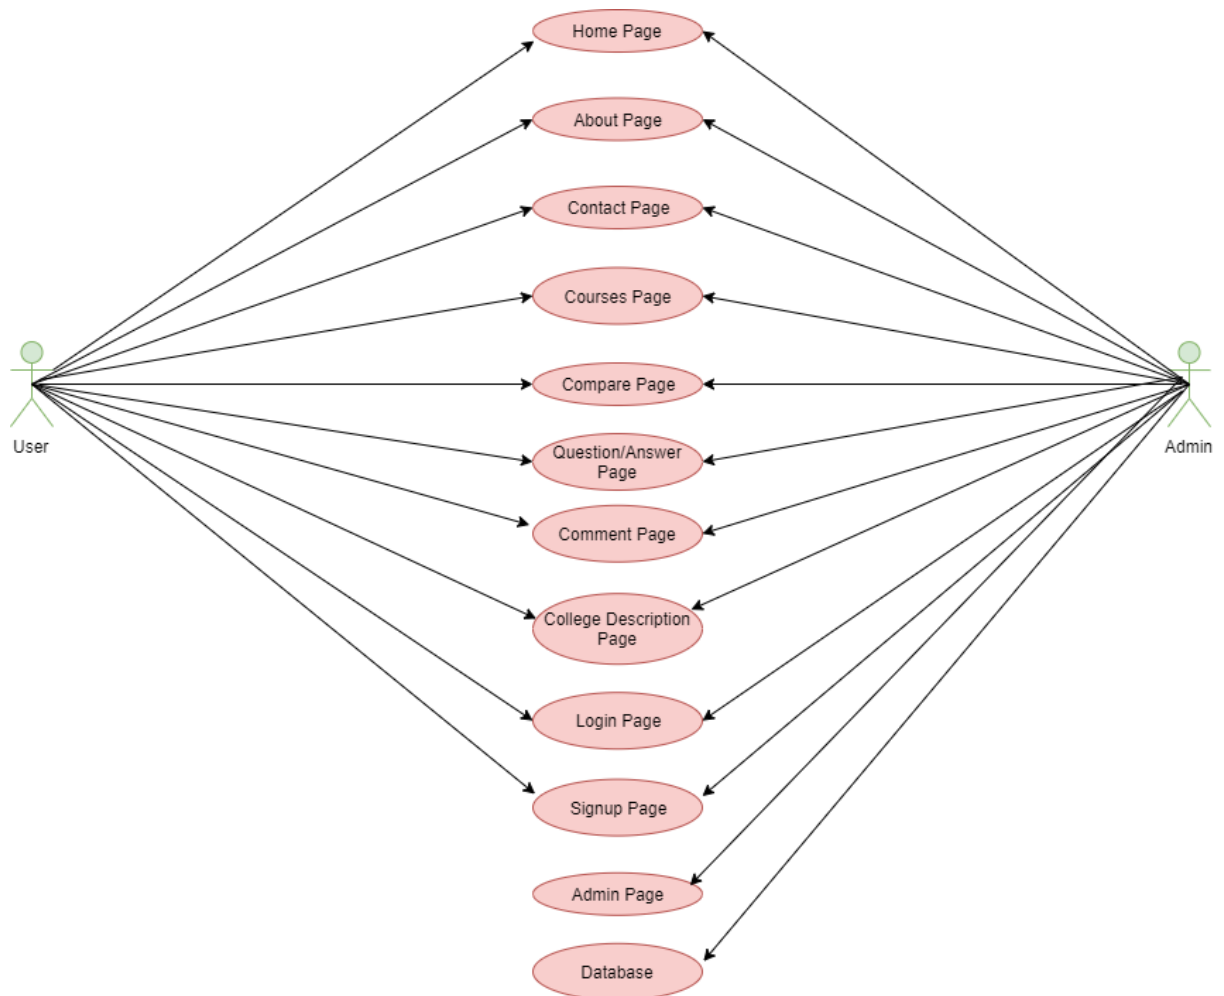 Home Page
About Page
Contact Page
Courses Page
Compare Page
User
Admin
Question/Answer
Page
Comment Page
College Description
Page
Login Page
Signup Page
Admin Page
Database